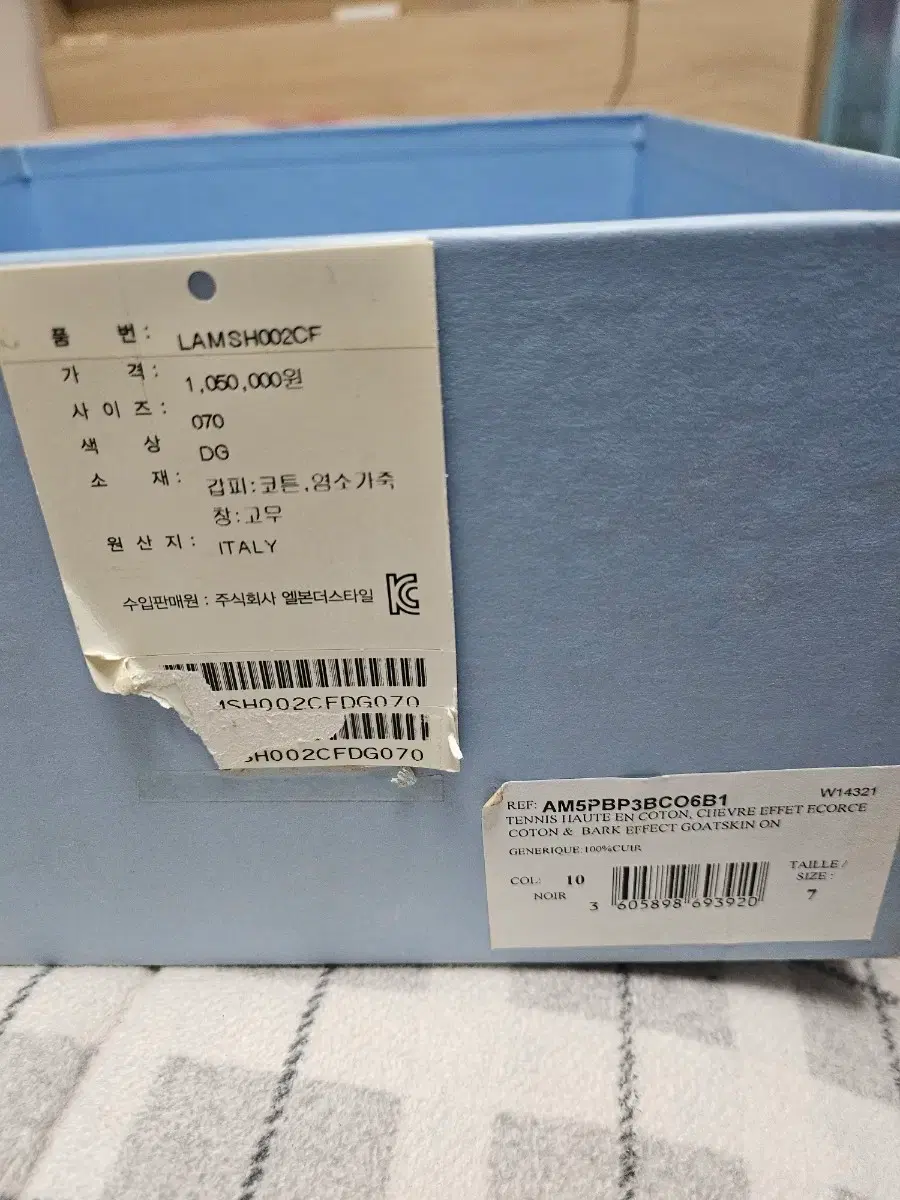 품 번: LAMSH002CF
가 격: 1,050,000원
사 이 즈: 070
색 상 DG
소 재: 갑피:코튼,염소가죽
창:고무
원 산 지: ITALY
수입판매원 : 주식회사 엘본더스타일
MSH002CFDG070
SH002CFDG070
REF: AM5PBP3BCO6B1 W14321
TENNIS HAUTE EN COTON, CHEVRE EFFET ECORCE
COTON & BARK EFFECT GOATSKIN ON
GENERIQUE:100%CUIR
COL: 10
NOIR
3 605898 693920
TAILLE /
SIZE :
7